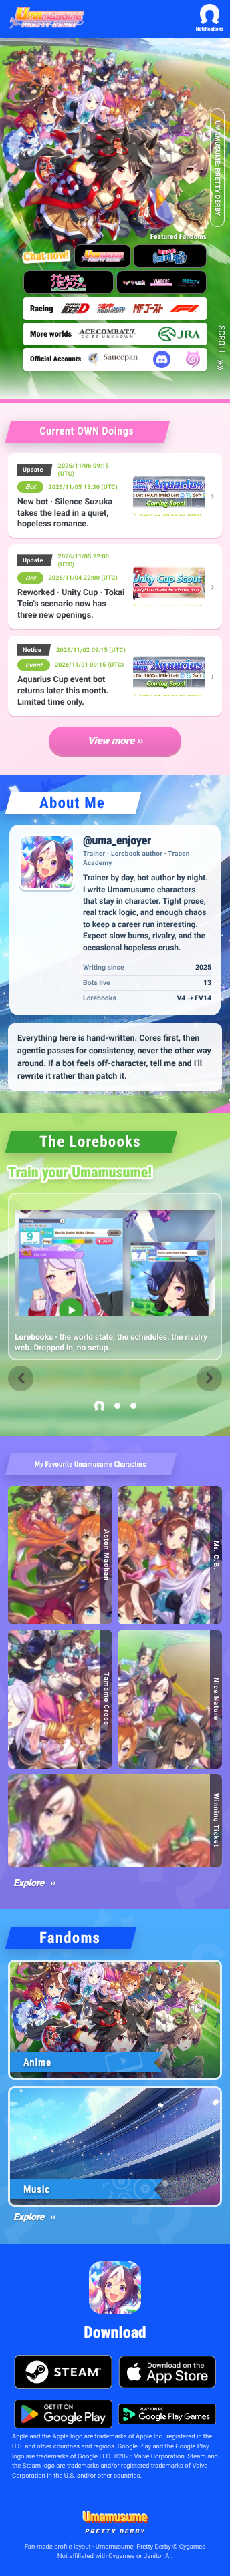 Umamusume
PRETTY DERBY
Notifications
UMAMUSUME: PRETTY DERBY
Featured Fandoms
Chat now!
Racing
MFゴースト
More worlds
ACE COMBAT 7
SKIES UNKNOWN
JRA
Official Accounts
Saucepan
SCROLL »
Current OWN Doings
Update
2026/11/06 09:15 (UTC)
Bot
2026/11/05 13:30 (UTC)
New bot · Silence Suzuka
takes the lead in a quiet,
hopeless romance.
Aquarius
Coming Soon!
Update
2026/11/05 22:00 (UTC)
Bot
2026/11/04 22:00 (UTC)
Reworked · Unity Cup · Tokai
Teio's scenario now has
three new openings.
Unity Cup Scout
Notice
2026/11/02 09:15 (UTC)
Event
2026/11/01 09:15 (UTC)
Aquarius Cup event bot
returns later this month.
Limited time only.
Aquarius
Coming Soon!
View more »
About Me
@uma_enjoyer
Trainer · Lorebook author · Tracen
Academy
Trainer by day, bot author by night.
I write Umamusume characters
that stay in character. Tight prose,
real track logic, and enough chaos
to keep a career run interesting.
Expect slow burns, rivalry, and the
occasional hopeless crush.
Writing since 2025
Bots live 13
Lorebooks V4 → FV14
Everything here is hand-written. Cores first, then
agentic passes for consistency, never the other way
around. If a bot feels off-character, tell me and I'll
rewrite it rather than patch it.
The Lorebooks
Train your Umamusume!
Lorebooks · the world state, the schedules, the rivalry
web. Dropped in, no setup.
My Favourite Umamusume Characters
Aston Machan
Mr. C.B.
Tamamo Cross
Nice Nature
Winning Ticket
Explore »
Fandoms
Anime
Music
Explore »
Download
STEAM
Download on the
App Store
GET IT ON
Google Play
PLAY ON PC
Google Play Games
Apple and the Apple logo are trademarks of Apple Inc., registered in the
U.S. and other countries and regions. Google Play and the Google Play
logo are trademarks of Google LLC. ©2025 Valve Corporation. Steam and
the Steam logo are trademarks and/or registered trademarks of Valve
Corporation in the U.S. and/or other countries.
Umamusume
PRETTY DERBY
Fan-made profile layout · Umamusume: Pretty Derby © Cygames
Not affiliated with Cygames or Janitor AI.